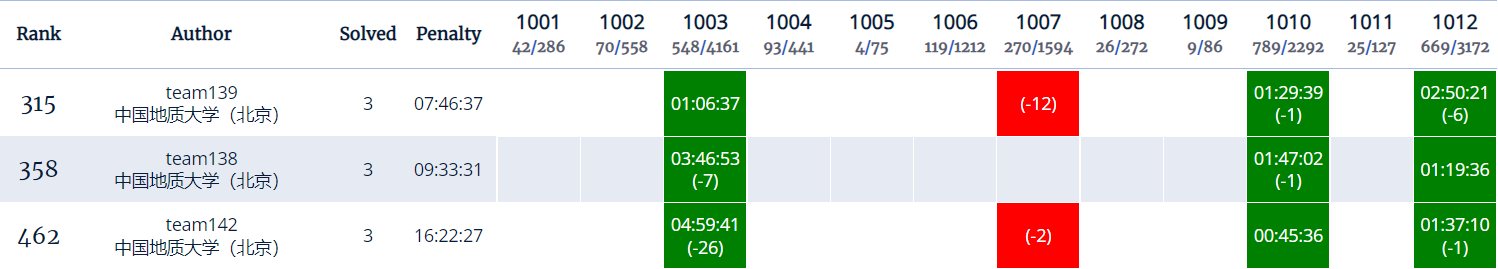 Rank Author Solved Penalty 1001 1002 1003 1004 1005 1006 1007 1008 1009 1010 1011 1012
42/286 70/558 548/4161 93/441 4/75 119/1212 270/1594 26/272 9/86 789/2292 25/127 669/3172
315 team139 3 07:46:37 01:06:37 (-12) 01:29:39 02:50:21
中国地质大学（北京） (-1) (-6)
358 team138 3 09:33:31 03:46:53 01:47:02 01:19:36
中国地质大学（北京） (-7) (-1)
462 team142 3 16:22:27 04:59:41 (-2) 00:45:36 01:37:10
中国地质大学（北京） (-26) (-1)